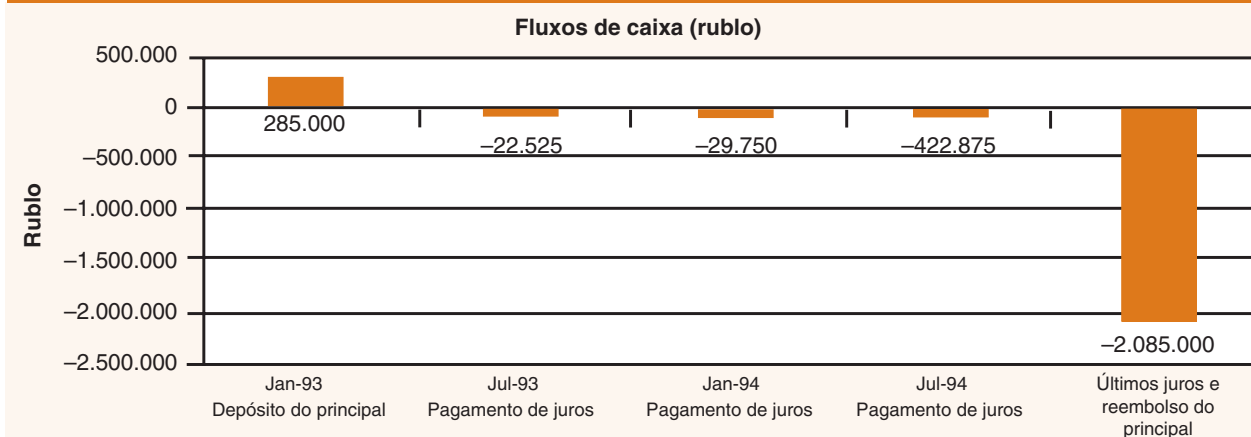 Fluxos de caixa (rublo)
500.000
0
–500.000
–1.000.000
–1.500.000
–2.000.000
–2.500.000
Rublo
285.000
–22.525
–29.750
–422.875
–2.085.000
Jan-93
Depósito do principal
Jul-93
Pagamento de juros
Jan-94
Pagamento de juros
Jul-94
Pagamento de juros
Últimos juros e
reembolso do
principal